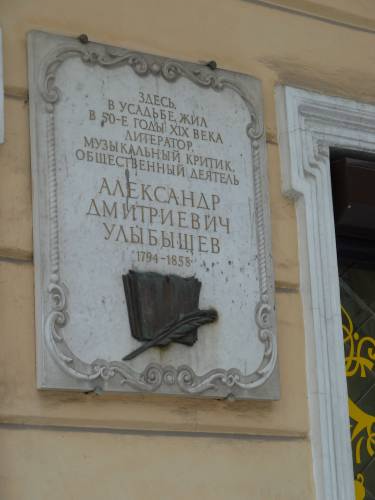 ЗДЕСЬ,
В УСАДЬБЕ, ЖИЛ
В 50-Е ГОДЫ XIX ВЕКА
ЛИТЕРАТОР,
МУЗЫКАЛЬНЫЙ КРИТИК,
ОБЩЕСТВЕННЫЙ ДЕЯТЕЛЬ
АЛЕКСАНДР
ДМИТРИЕВИЧ
УЛЫБЫШЕВ
1794-1858